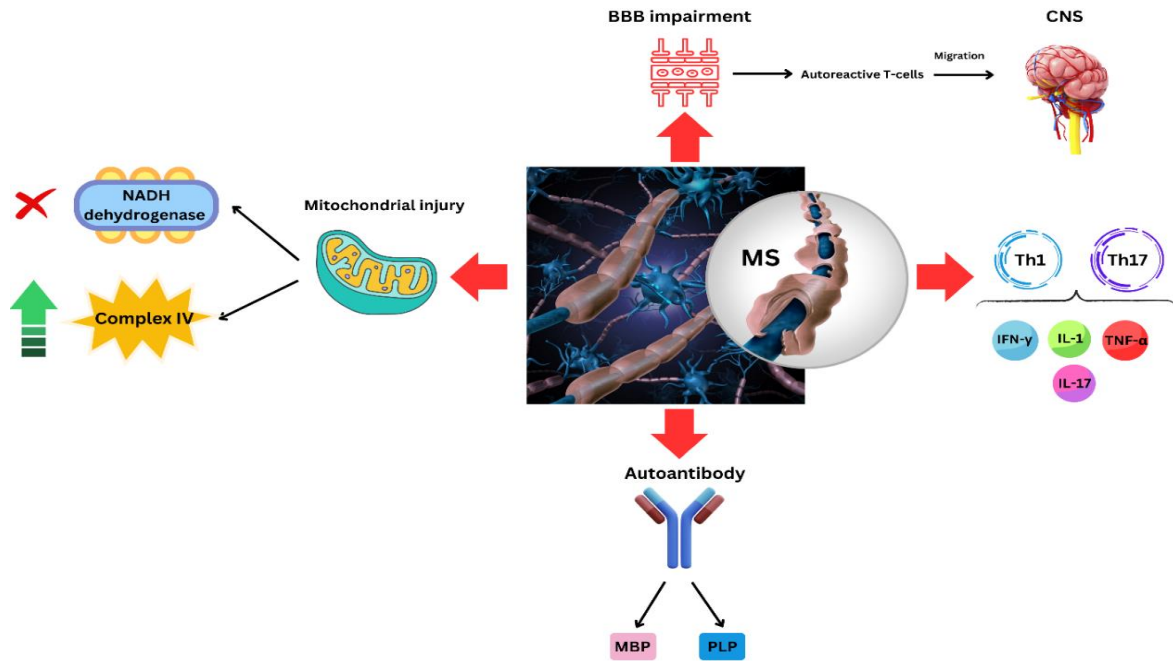 BBB impairment
CNS
Autoreactive T-cells
Migration
NADH
dehydrogenase
Mitochondrial injury
Complex IV
MS
Th1
Th17
IFN-γ
IL-1
TNF-α
IL-17
Autoantibody
MBP
PLP